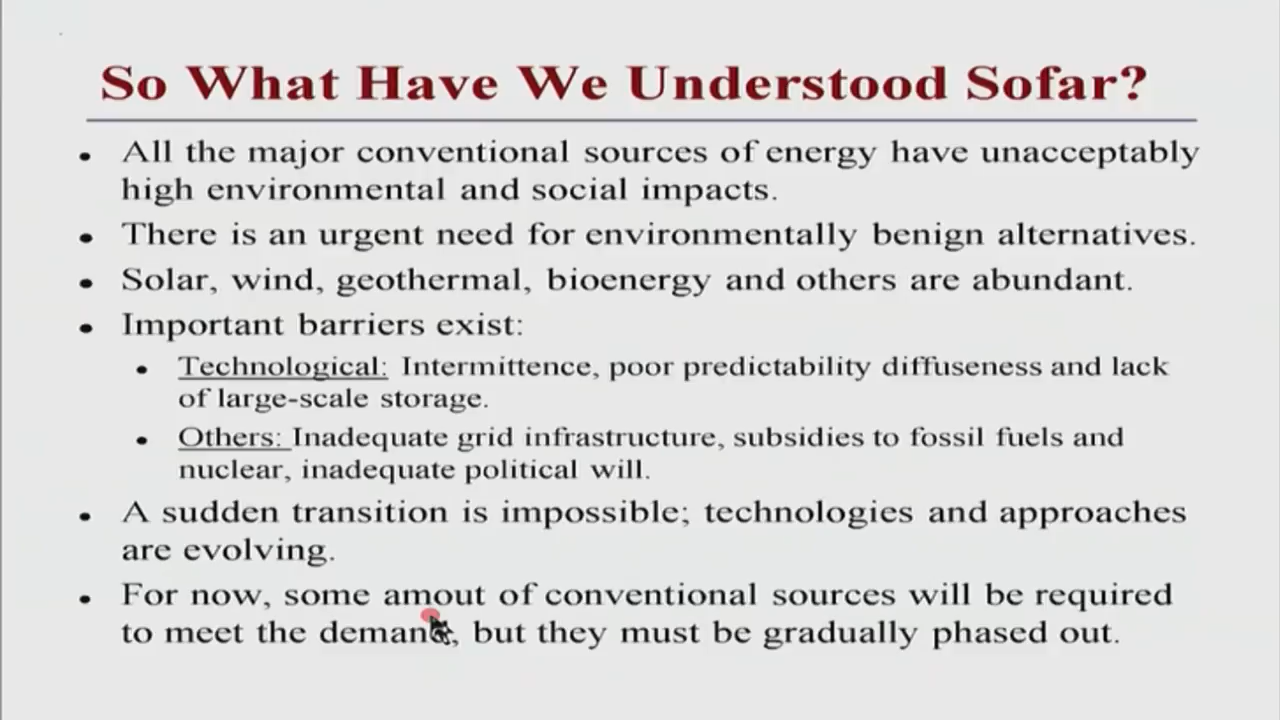 So What Have We Understood Sofar?
All the major conventional sources of energy have unacceptably
high environmental and social impacts.
There is an urgent need for environmentally benign alternatives.
Solar, wind, geothermal, bioenergy and others are abundant.
Important barriers exist:
Technological: Intermittence, poor predictability diffuseness and lack
of large-scale storage.
Others: Inadequate grid infrastructure, subsidies to fossil fuels and
nuclear, inadequate political will.
A sudden transition is impossible; technologies and approaches
are evolving.
For now, some amout of conventional sources will be required
to meet the demand, but they must be gradually phased out.